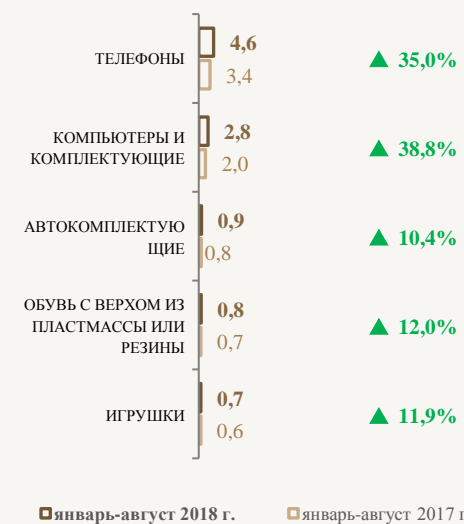 ТЕЛЕФОНЫ
4,6
3,4
▲ 35,0%
КОМПЬЮТЕРЫ И
КОМПЛЕКТУЮЩИЕ
2,8
2,0
▲ 38,8%
АВТОКОМПЛЕКТУЮ
ЩИЕ
0,9
0,8
▲ 10,4%
ОБУВЬ С ВЕРХОМ ИЗ
ПЛАСТМАССЫ ИЛИ
РЕЗИНЫ
0,8
0,7
▲ 12,0%
ИГРУШКИ
0,7
0,6
▲ 11,9%
январь-август 2018 г.
январь-август 2017 г